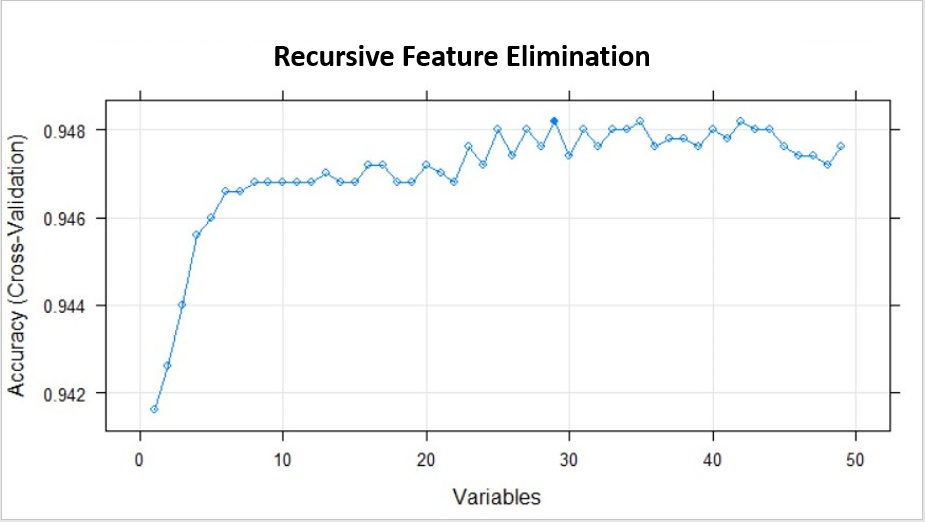 Recursive Feature Elimination
Accuracy (Cross-Validation)
0.948
0.946
0.944
0.942
0 10 20 30 40 50
Variables